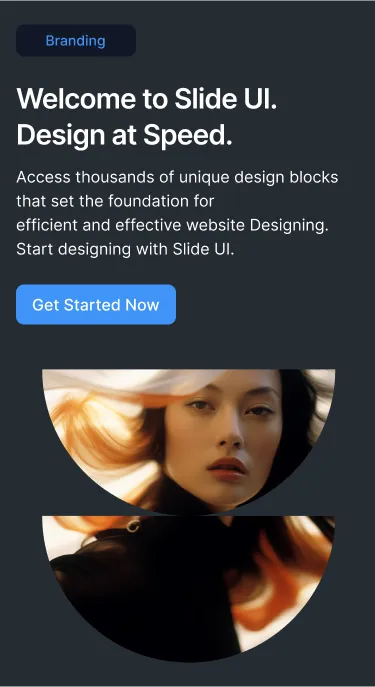 Branding
Welcome to Slide UI.
Design at Speed.
Access thousands of unique design blocks
that set the foundation for
efficient and effective website Designing.
Start designing with Slide UI.
Get Started Now